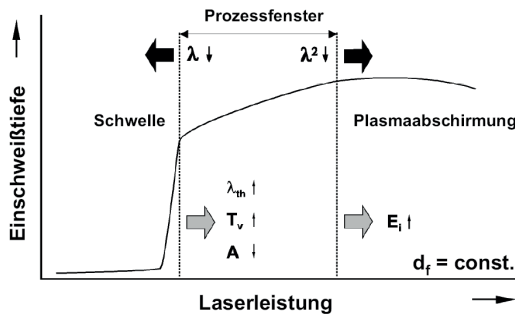 Prozessfenster
λ ↓ λ² ↓
Schwelle Plasmaabschirmung
λth ↑
Tv ↑ Ei ↑
A ↓
df = const.
Einschweißtiefe
Laserleistung